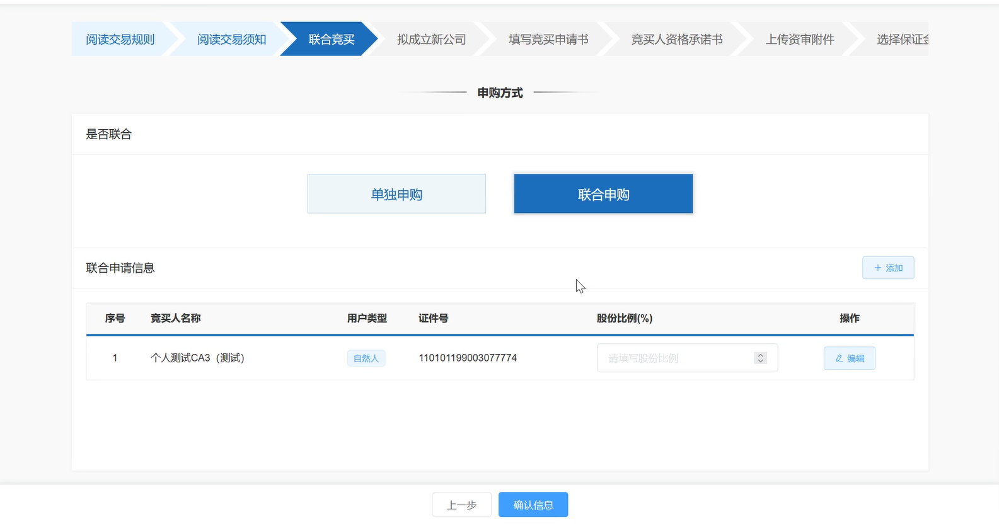 阅读交易规则
阅读交易须知
联合竞买
拟成立新公司
填写竞买申请书
竞买人资格承诺书
上传资审附件
选择保证金
申购方式
是否联合
单独申购
联合申购
联合申请信息
+ 添加
序号 竞买人名称 用户类型 证件号 股份比例(%) 操作
1 个人测试CA3（测试） 自然人 110101199003077774 请填写股份比例 编辑
上一步
确认信息